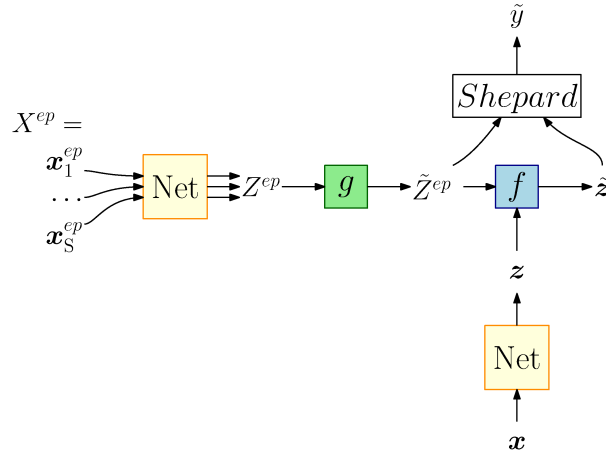 ỹ
Shepard
X^{ep} =
x_1^{ep}
...
x_S^{ep}
Net
Z^{ep}
g
Z̃^{ep}
f
z̃
z
Net
x